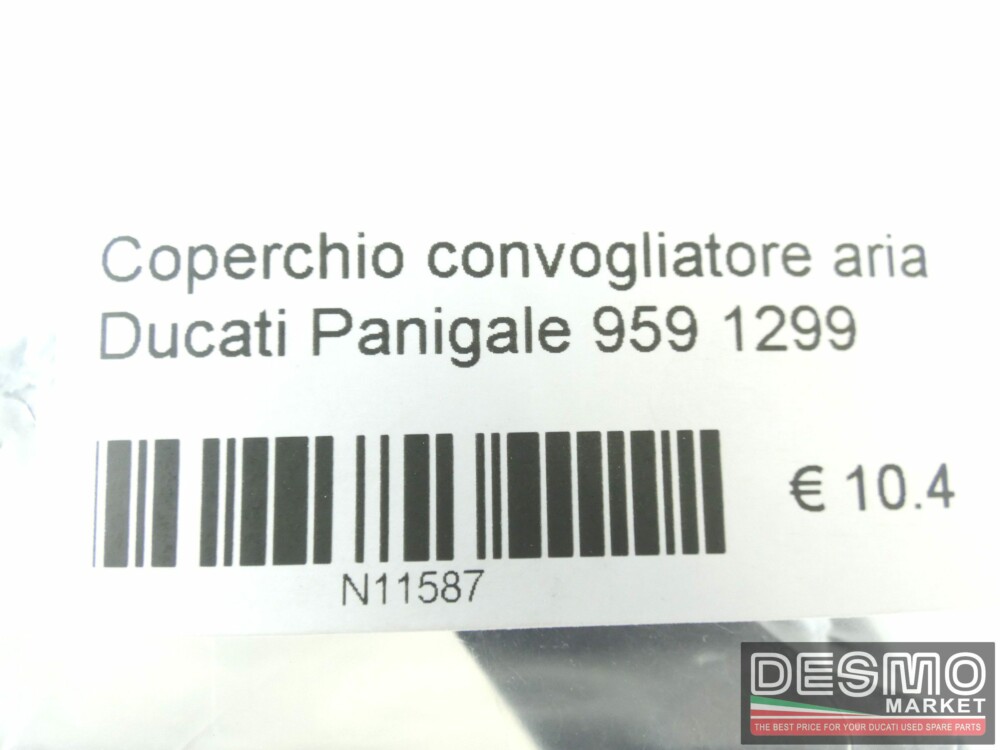 Coperchio convogliatore aria
Ducati Panigale 959 1299
€ 10.4
N11587
DESMO
MARKET
THE BEST PRICE FOR YOUR DUCATI USED SPARE PARTS